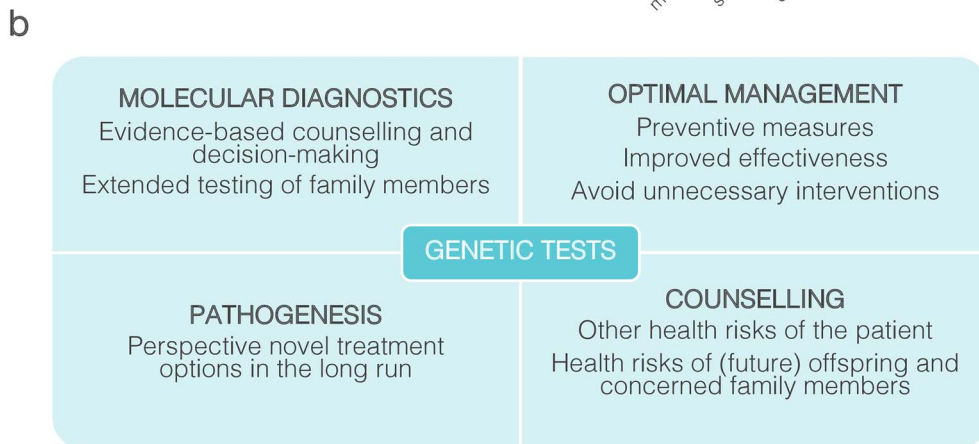 b
MOLECULAR DIAGNOSTICS
Evidence-based counselling and
decision-making
Extended testing of family members
OPTIMAL MANAGEMENT
Preventive measures
Improved effectiveness
Avoid unnecessary interventions
GENETIC TESTS
PATHOGENESIS
Perspective novel treatment
options in the long run
COUNSELLING
Other health risks of the patient
Health risks of (future) offspring and
concerned family members